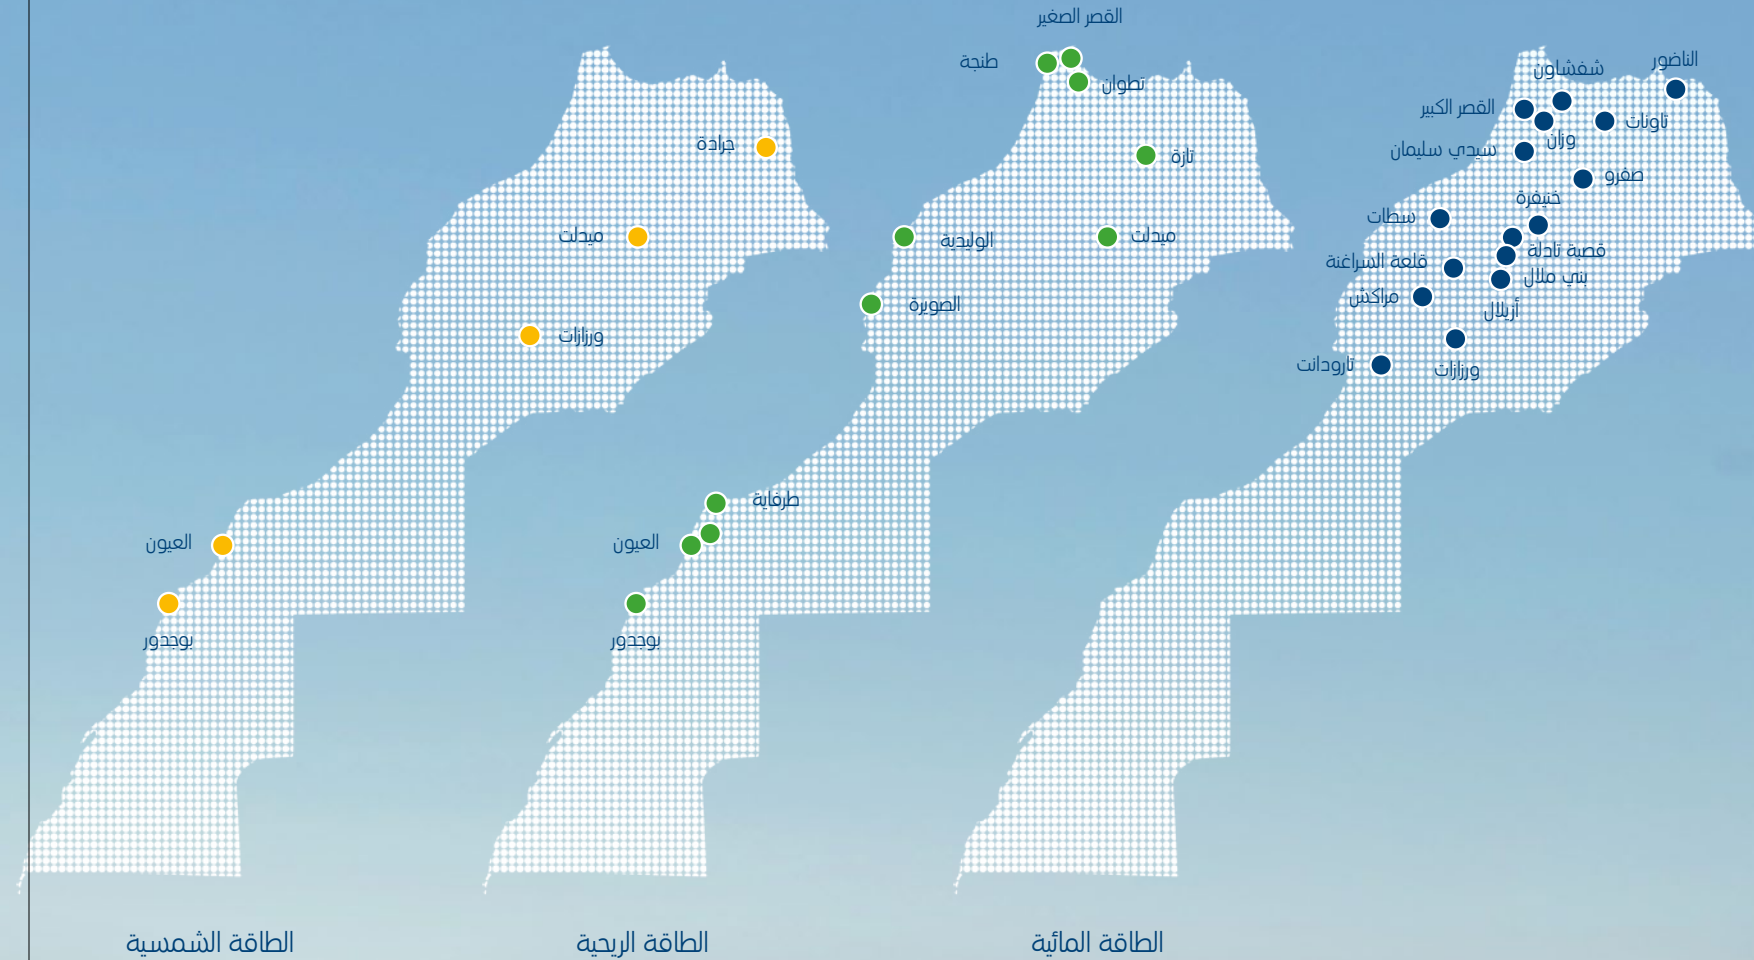 الناضور
شفشاون
القصر الكبير
تاونات
وزان
سيدي سليمان
صفرو
خنيفرة
سطات
قصبة تادلة
قلعة السراغنة
بني ملال
مراكش
أزيلال
تارودانت
ورزازات
الطاقة المائية
القصر الصغير
طنجة
تطوان
تازة
ميدلت
الوليدية
الصويرة
طرفاية
العيون
بوجدور
الطاقة الريحية
جرادة
ميدلت
ورزازات
العيون
بوجدور
الطاقة الشمسية